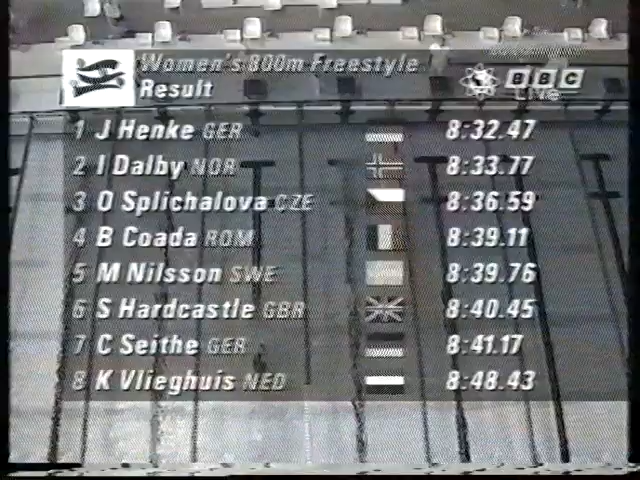 Women's 800m Freestyle
Result
BBC
LIVE
1 J Henke GER 8:32.47
2 I Dalby NOR 8:33.77
3 O Splichalova CZE 8:36.59
4 B Coada ROM 8:39.11
5 M Nilsson SWE 8:39.76
6 S Hardcastle GBR 8:40.45
7 C Seithe GER 8:41.17
8 K Vlieghuis NED 8:48.43